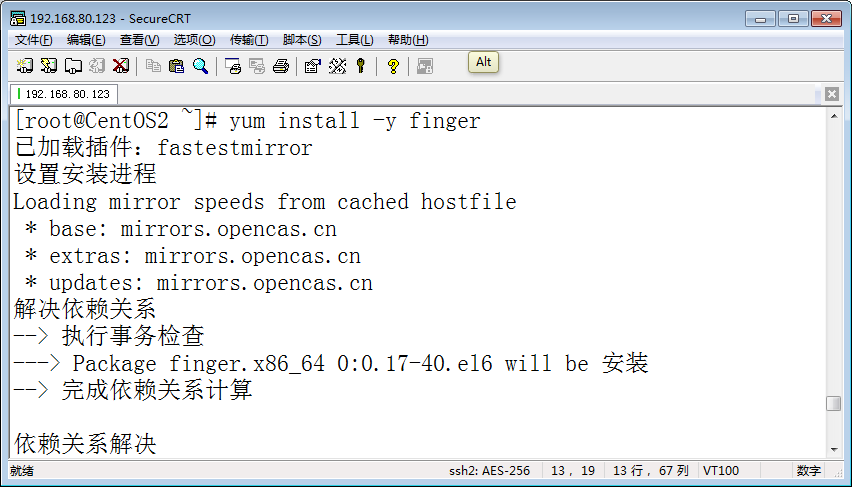 192.168.80.123 - SecureCRT
文件(F) 编辑(E) 查看(V) 选项(O) 传输(T) 脚本(S) 工具(L) 帮助(H)
Alt
192.168.80.123
[root@CentOS2 ~]# yum install -y finger
已加载插件：fastestmirror
设置安装进程
Loading mirror speeds from cached hostfile
* base: mirrors.opencas.cn
* extras: mirrors.opencas.cn
* updates: mirrors.opencas.cn
解决依赖关系
--> 执行事务检查
---> Package finger.x86_64 0:0.17-40.el6 will be 安装
--> 完成依赖关系计算
依赖关系解决
就绪 ssh2: AES-256 13, 19 13 行, 67 列 VT100 数字